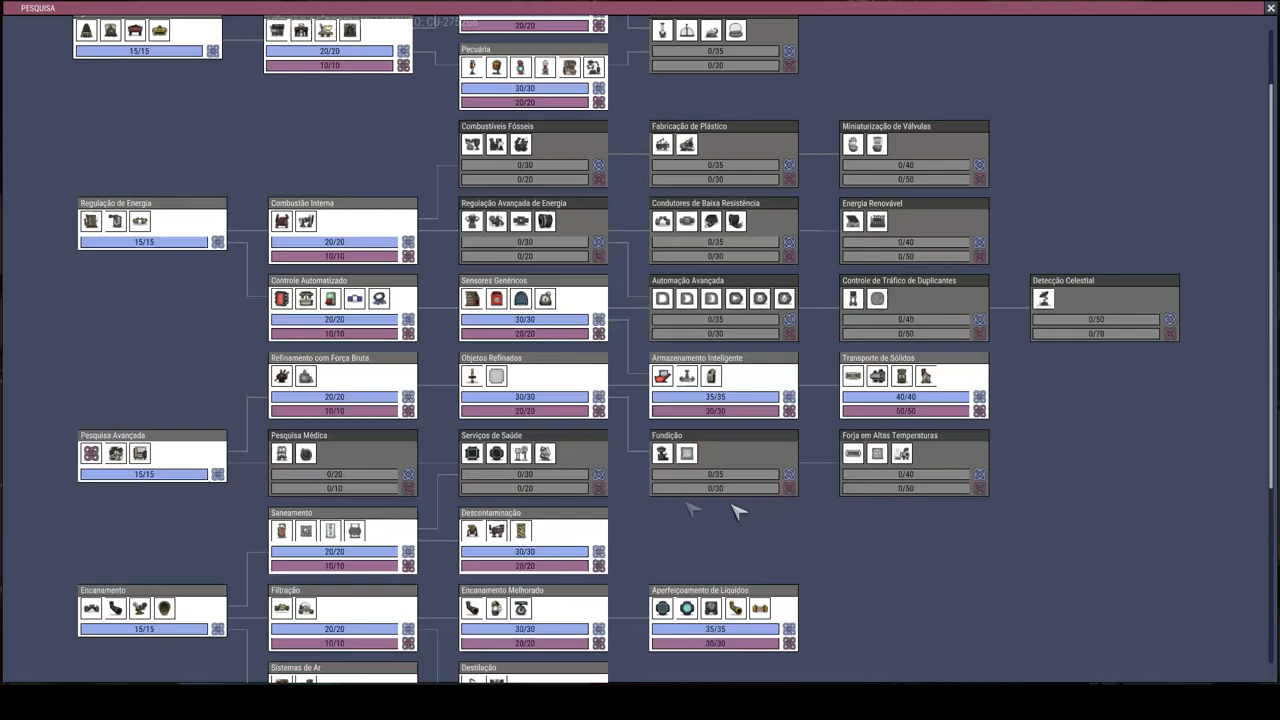 PESQUISA
CU-275206
15/15
20/20
10/10
20/20
0/35
0/30
Pecuária
30/30
20/20
Combustíveis Fósseis
0/30
0/20
Fabricação de Plástico
0/35
0/30
Miniaturização de Válvulas
0/40
0/50
Regulação de Energia
15/15
Combustão Interna
20/20
10/10
Regulação Avançada de Energia
0/30
0/20
Condutores de Baixa Resistência
0/35
0/30
Energia Renovável
0/40
0/50
Controle Automatizado
20/20
10/10
Sensores Genéricos
30/30
20/20
Automação Avançada
0/35
0/30
Controle de Tráfico de Duplicantes
0/40
0/50
Detecção Celestial
0/50
0/70
Refinamento com Força Bruta
20/20
10/10
Objetos Refinados
30/30
20/20
Armazenamento Inteligente
35/35
30/30
Transporte de Sólidos
40/40
50/50
Pesquisa Avançada
15/15
Pesquisa Médica
0/20
0/10
Serviços de Saúde
0/30
0/20
Fundição
0/35
0/30
Forja em Altas Temperaturas
0/40
0/50
Saneamento
20/20
10/10
Descontaminação
30/30
20/20
Encanamento
15/15
Filtração
20/20
10/10
Encanamento Melhorado
30/30
20/20
Aperfeiçoamento de Líquidos
35/35
30/30
Sistemas de Ar
Destilação